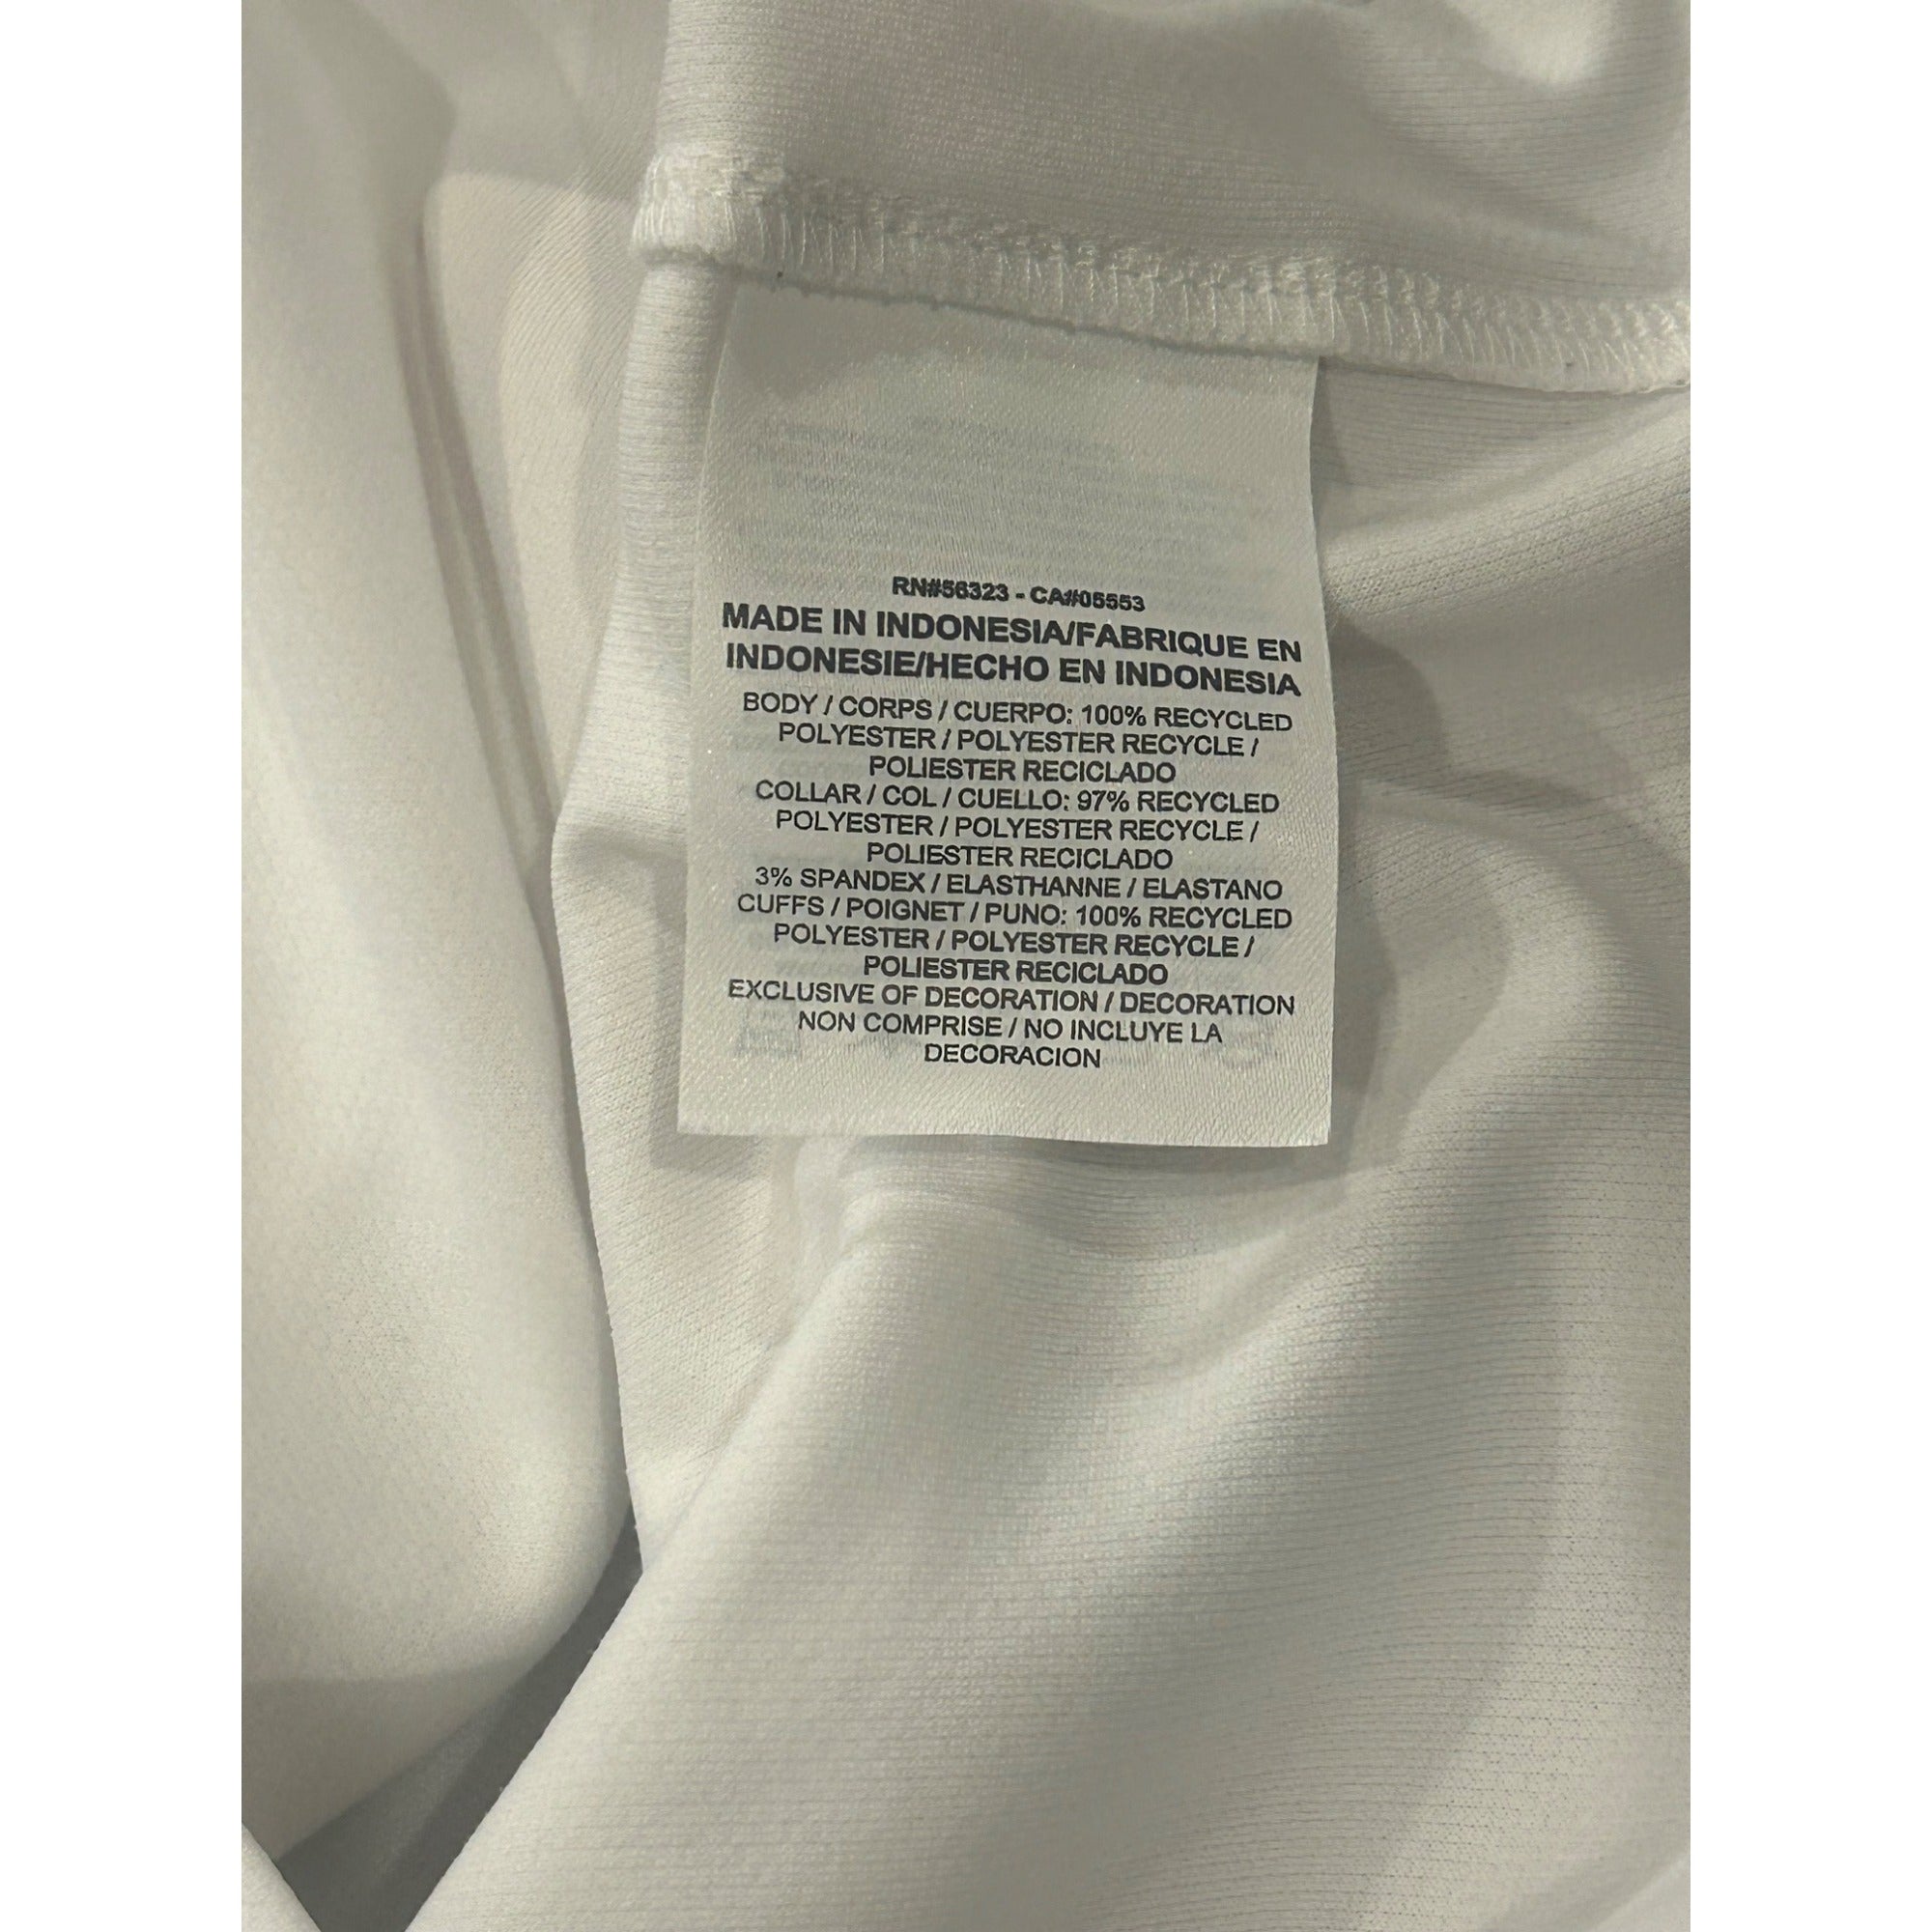 RN#56323 - CA#05553
MADE IN INDONESIA/FABRIQUE EN
INDONESIE/HECHO EN INDONESIA
BODY / CORPS / CUERPO: 100% RECYCLED
POLYESTER / POLYESTER RECYCLE /
POLIESTER RECICLADO
COLLAR / COL / CUELLO: 97% RECYCLED
POLYESTER / POLYESTER RECYCLE /
POLIESTER RECICLADO
3% SPANDEX / ELASTHANNE / ELASTANO
CUFFS / POIGNET / PUNO: 100% RECYCLED
POLYESTER / POLYESTER RECYCLE /
POLIESTER RECICLADO
EXCLUSIVE OF DECORATION / DECORATION
NON COMPRISE / NO INCLUYE LA
DECORACION